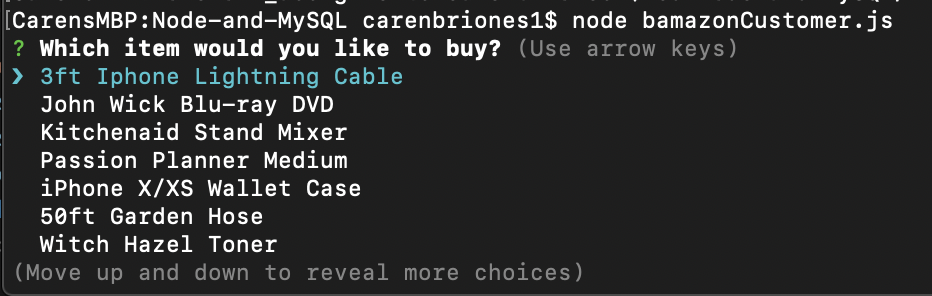 [CarensMBP:Node-and-MySQL carenbriones1$ node bamazonCustomer.js
? Which item would you like to buy? (Use arrow keys)
❯ 3ft Iphone Lightning Cable
John Wick Blu-ray DVD
Kitchenaid Stand Mixer
Passion Planner Medium
iPhone X/XS Wallet Case
50ft Garden Hose
Witch Hazel Toner
(Move up and down to reveal more choices)